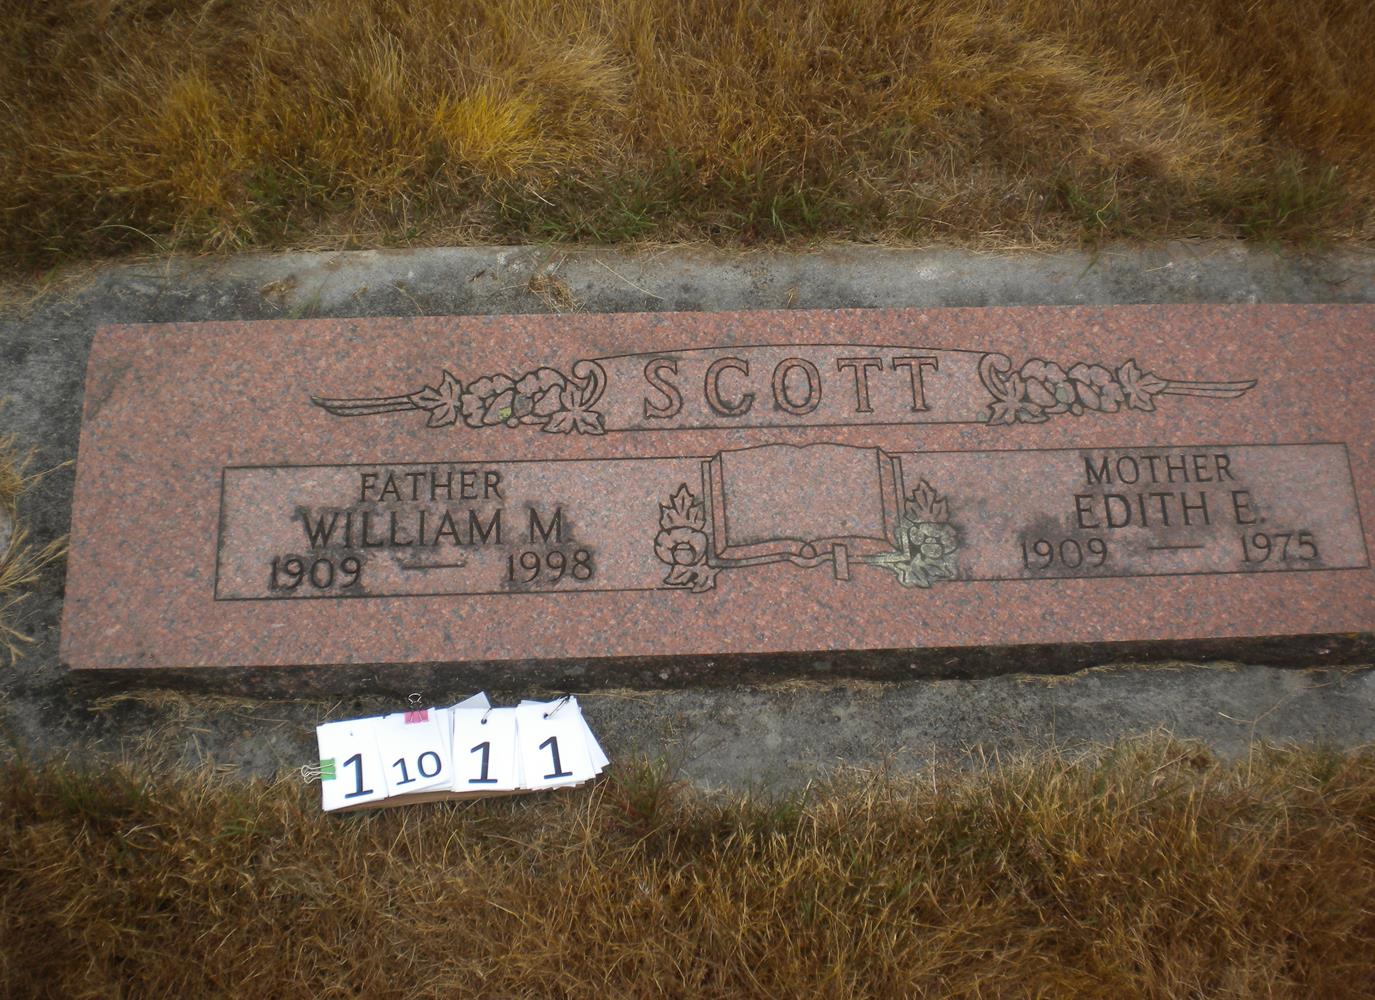 SCOTT
FATHER
WILLIAM M.
1909 — 1998
MOTHER
EDITH E.
1909 — 1975
1 10 1 1